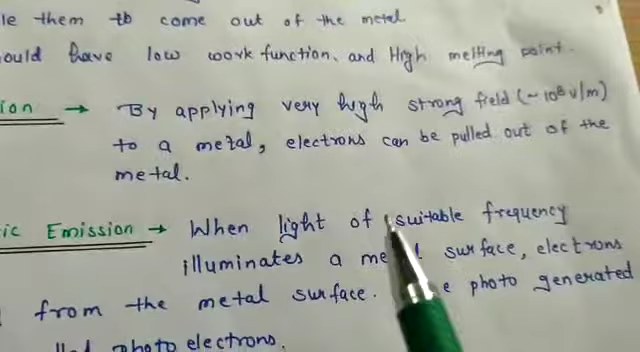 le them to come out of the metal
ould have low work function, and High melting point.
ion → By applying very high strong field (~ 10⁸ v/m)
to a metal, electrons can be pulled out of the
metal.
ic Emission → When light of suitable frequency
illuminates a me l surface, electrons
from the metal surface. e photo generated
lled photo electrons.